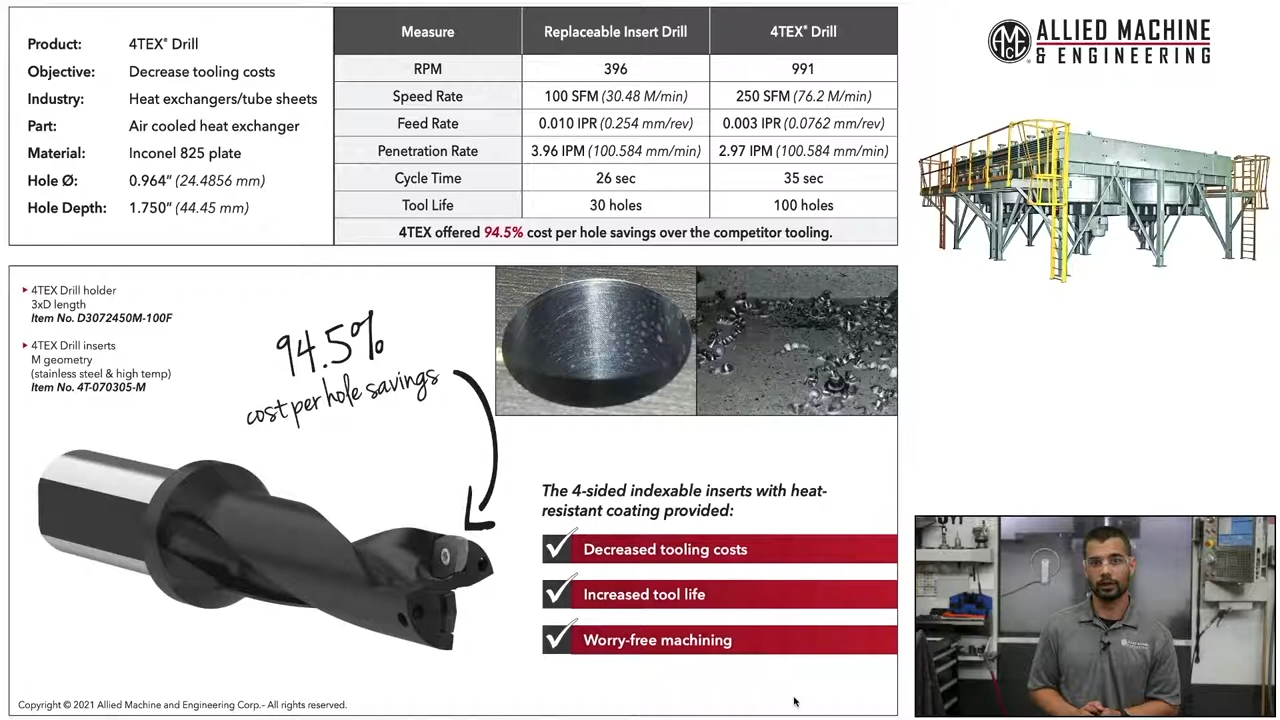 Product: 4TEX® Drill
Objective: Decrease tooling costs
Industry: Heat exchangers/tube sheets
Part: Air cooled heat exchanger
Material: Inconel 825 plate
Hole Ø: 0.964" (24.4856 mm)
Hole Depth: 1.750" (44.45 mm)
Measure Replaceable Insert Drill 4TEX® Drill
RPM 396 991
Speed Rate 100 SFM (30.48 M/min) 250 SFM (76.2 M/min)
Feed Rate 0.010 IPR (0.254 mm/rev) 0.003 IPR (0.0762 mm/rev)
Penetration Rate 3.96 IPM (100.584 mm/min) 2.97 IPM (100.584 mm/min)
Cycle Time 26 sec 35 sec
Tool Life 30 holes 100 holes
4TEX offered 94.5% cost per hole savings over the competitor tooling.
AMEC® ALLIED MACHINE
& ENGINEERING
4TEX Drill holder
3xD length
Item No. D3072450M-100F
4TEX Drill inserts
M geometry
(stainless steel & high temp)
Item No. 4T-070305-M
94.5%
cost per hole savings
The 4-sided indexable inserts with heat-
resistant coating provided:
Decreased tooling costs
Increased tool life
Worry-free machining
Copyright © 2021 Allied Machine and Engineering Corp.– All rights reserved.